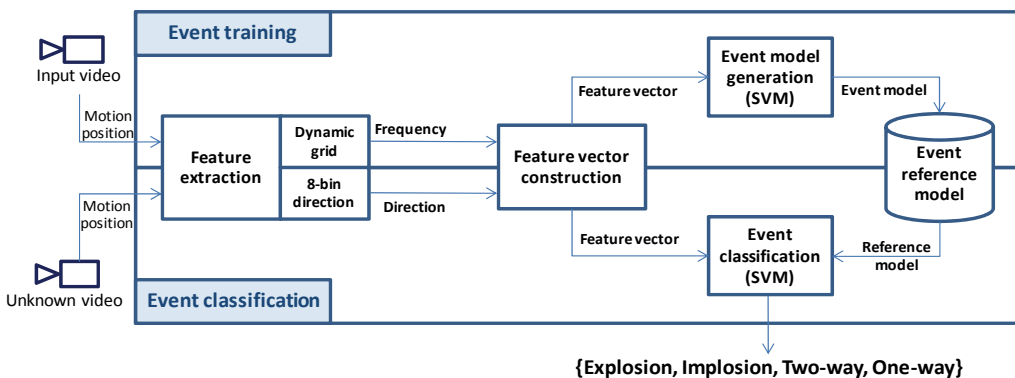 Event training
Input video
Motion
position
Feature
extraction
Dynamic
grid
8-bin
direction
Frequency
Direction
Feature vector
construction
Feature vector
Event model
generation
(SVM)
Event model
Event
reference
model
Feature vector
Event
classification
(SVM)
Reference
model
Motion
position
Unknown video
Event classification
{Explosion, Implosion, Two-way, One-way}